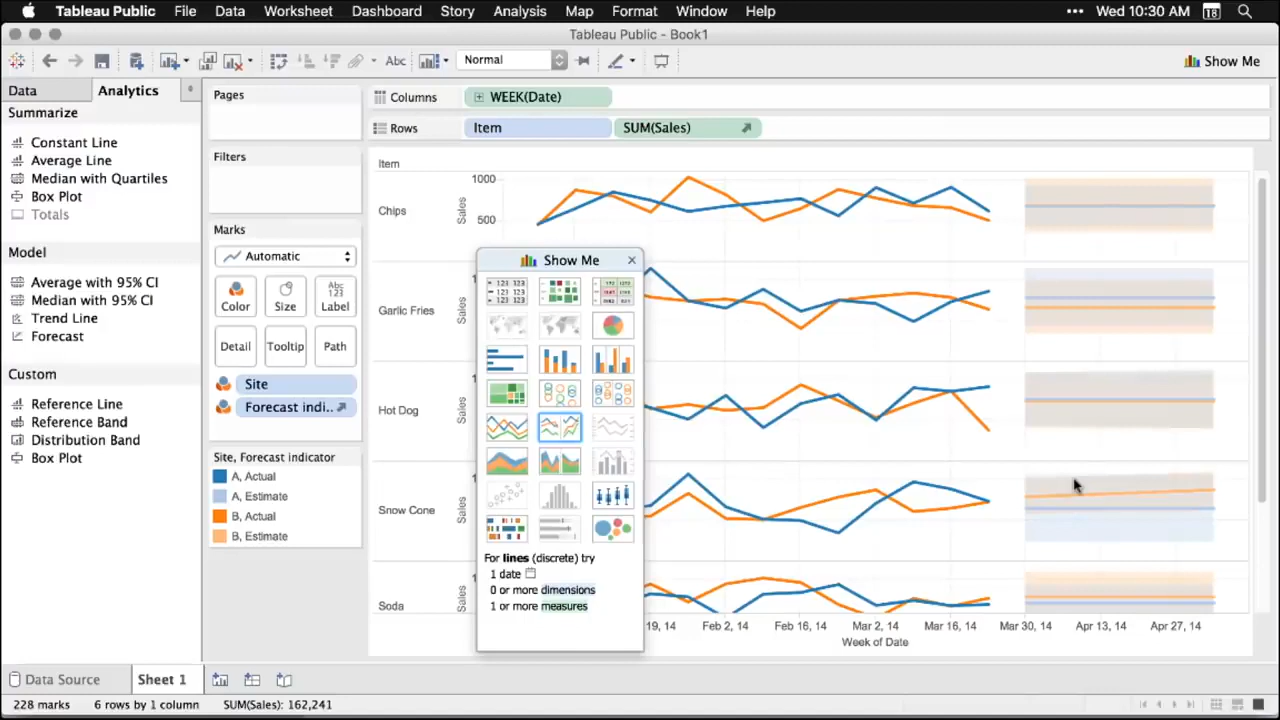 Tableau Public File Data Worksheet Dashboard Story Analysis Map Format Window Help ••• Wed 10:30 AM 18
Tableau Public - Book1
Abc Normal Show Me
Data Analytics
Summarize
Constant Line
Average Line
Median with Quartiles
Box Plot
Totals
Model
Average with 95% CI
Median with 95% CI
Trend Line
Forecast
Custom
Reference Line
Reference Band
Distribution Band
Box Plot
Pages
Filters
Marks
Automatic
Color Size Abc 123 Label
Detail Tooltip Path
Site
Forecast indi..
Site, Forecast indicator
A, Actual
A, Estimate
B, Actual
B, Estimate
Columns WEEK(Date)
Rows Item SUM(Sales)
Item
Chips Sales 1000 500
Garlic Fries Sales
Hot Dog Sales
Snow Cone Sales
Soda Sales
Show Me
For lines (discrete) try
1 date
0 or more dimensions
1 or more measures
19, 14 Feb 2, 14 Feb 16, 14 Mar 2, 14 Mar 16, 14 Mar 30, 14 Apr 13, 14 Apr 27, 14
Week of Date
Data Source Sheet 1
228 marks 6 rows by 1 column SUM(Sales): 162,241